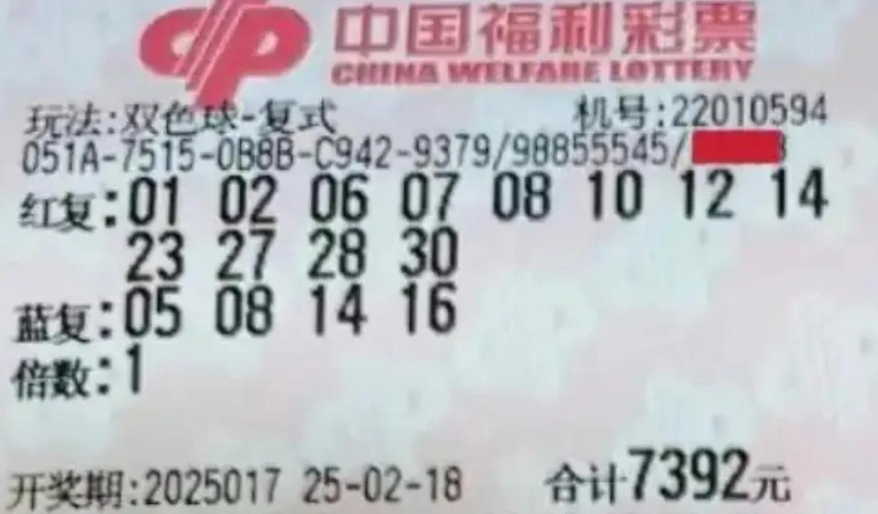 中国福利彩票
CHINA WELFARE LOTTERY
玩法:双色球-复式 机号:22010594
051A-7515-0B8B-C942-9379/98855545/
红复:01 02 06 07 08 10 12 14
23 27 28 30
蓝复:05 08 14 16
倍数:1
开奖期:2025017 25-02-18 合计7392元